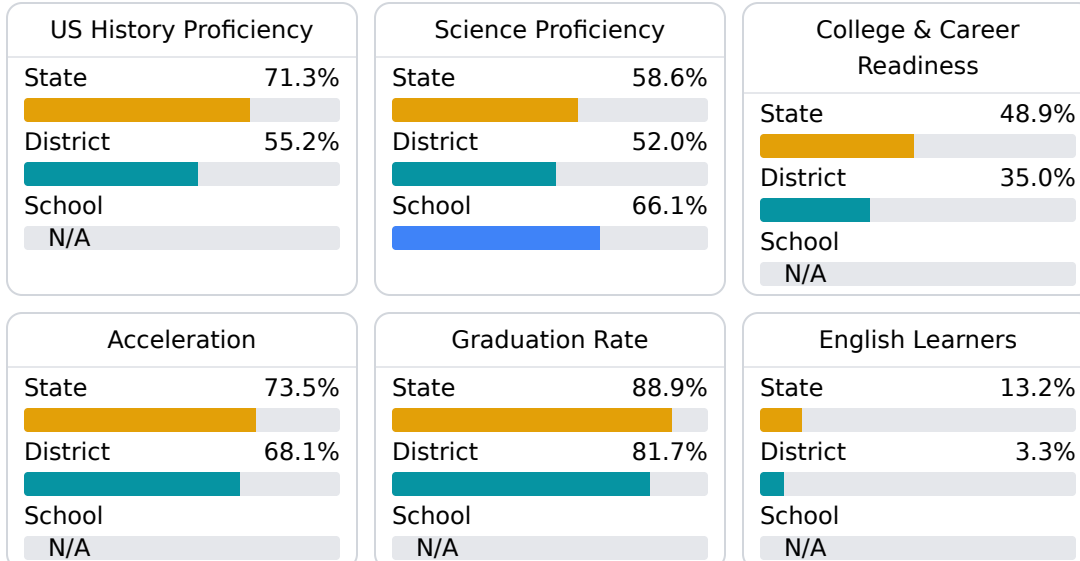 US History Proficiency
State 71.3%
District 55.2%
School
N/A
Science Proficiency
State 58.6%
District 52.0%
School 66.1%
College & Career
Readiness
State 48.9%
District 35.0%
School
N/A
Acceleration
State 73.5%
District 68.1%
School
N/A
Graduation Rate
State 88.9%
District 81.7%
School
N/A
English Learners
State 13.2%
District 3.3%
School
N/A